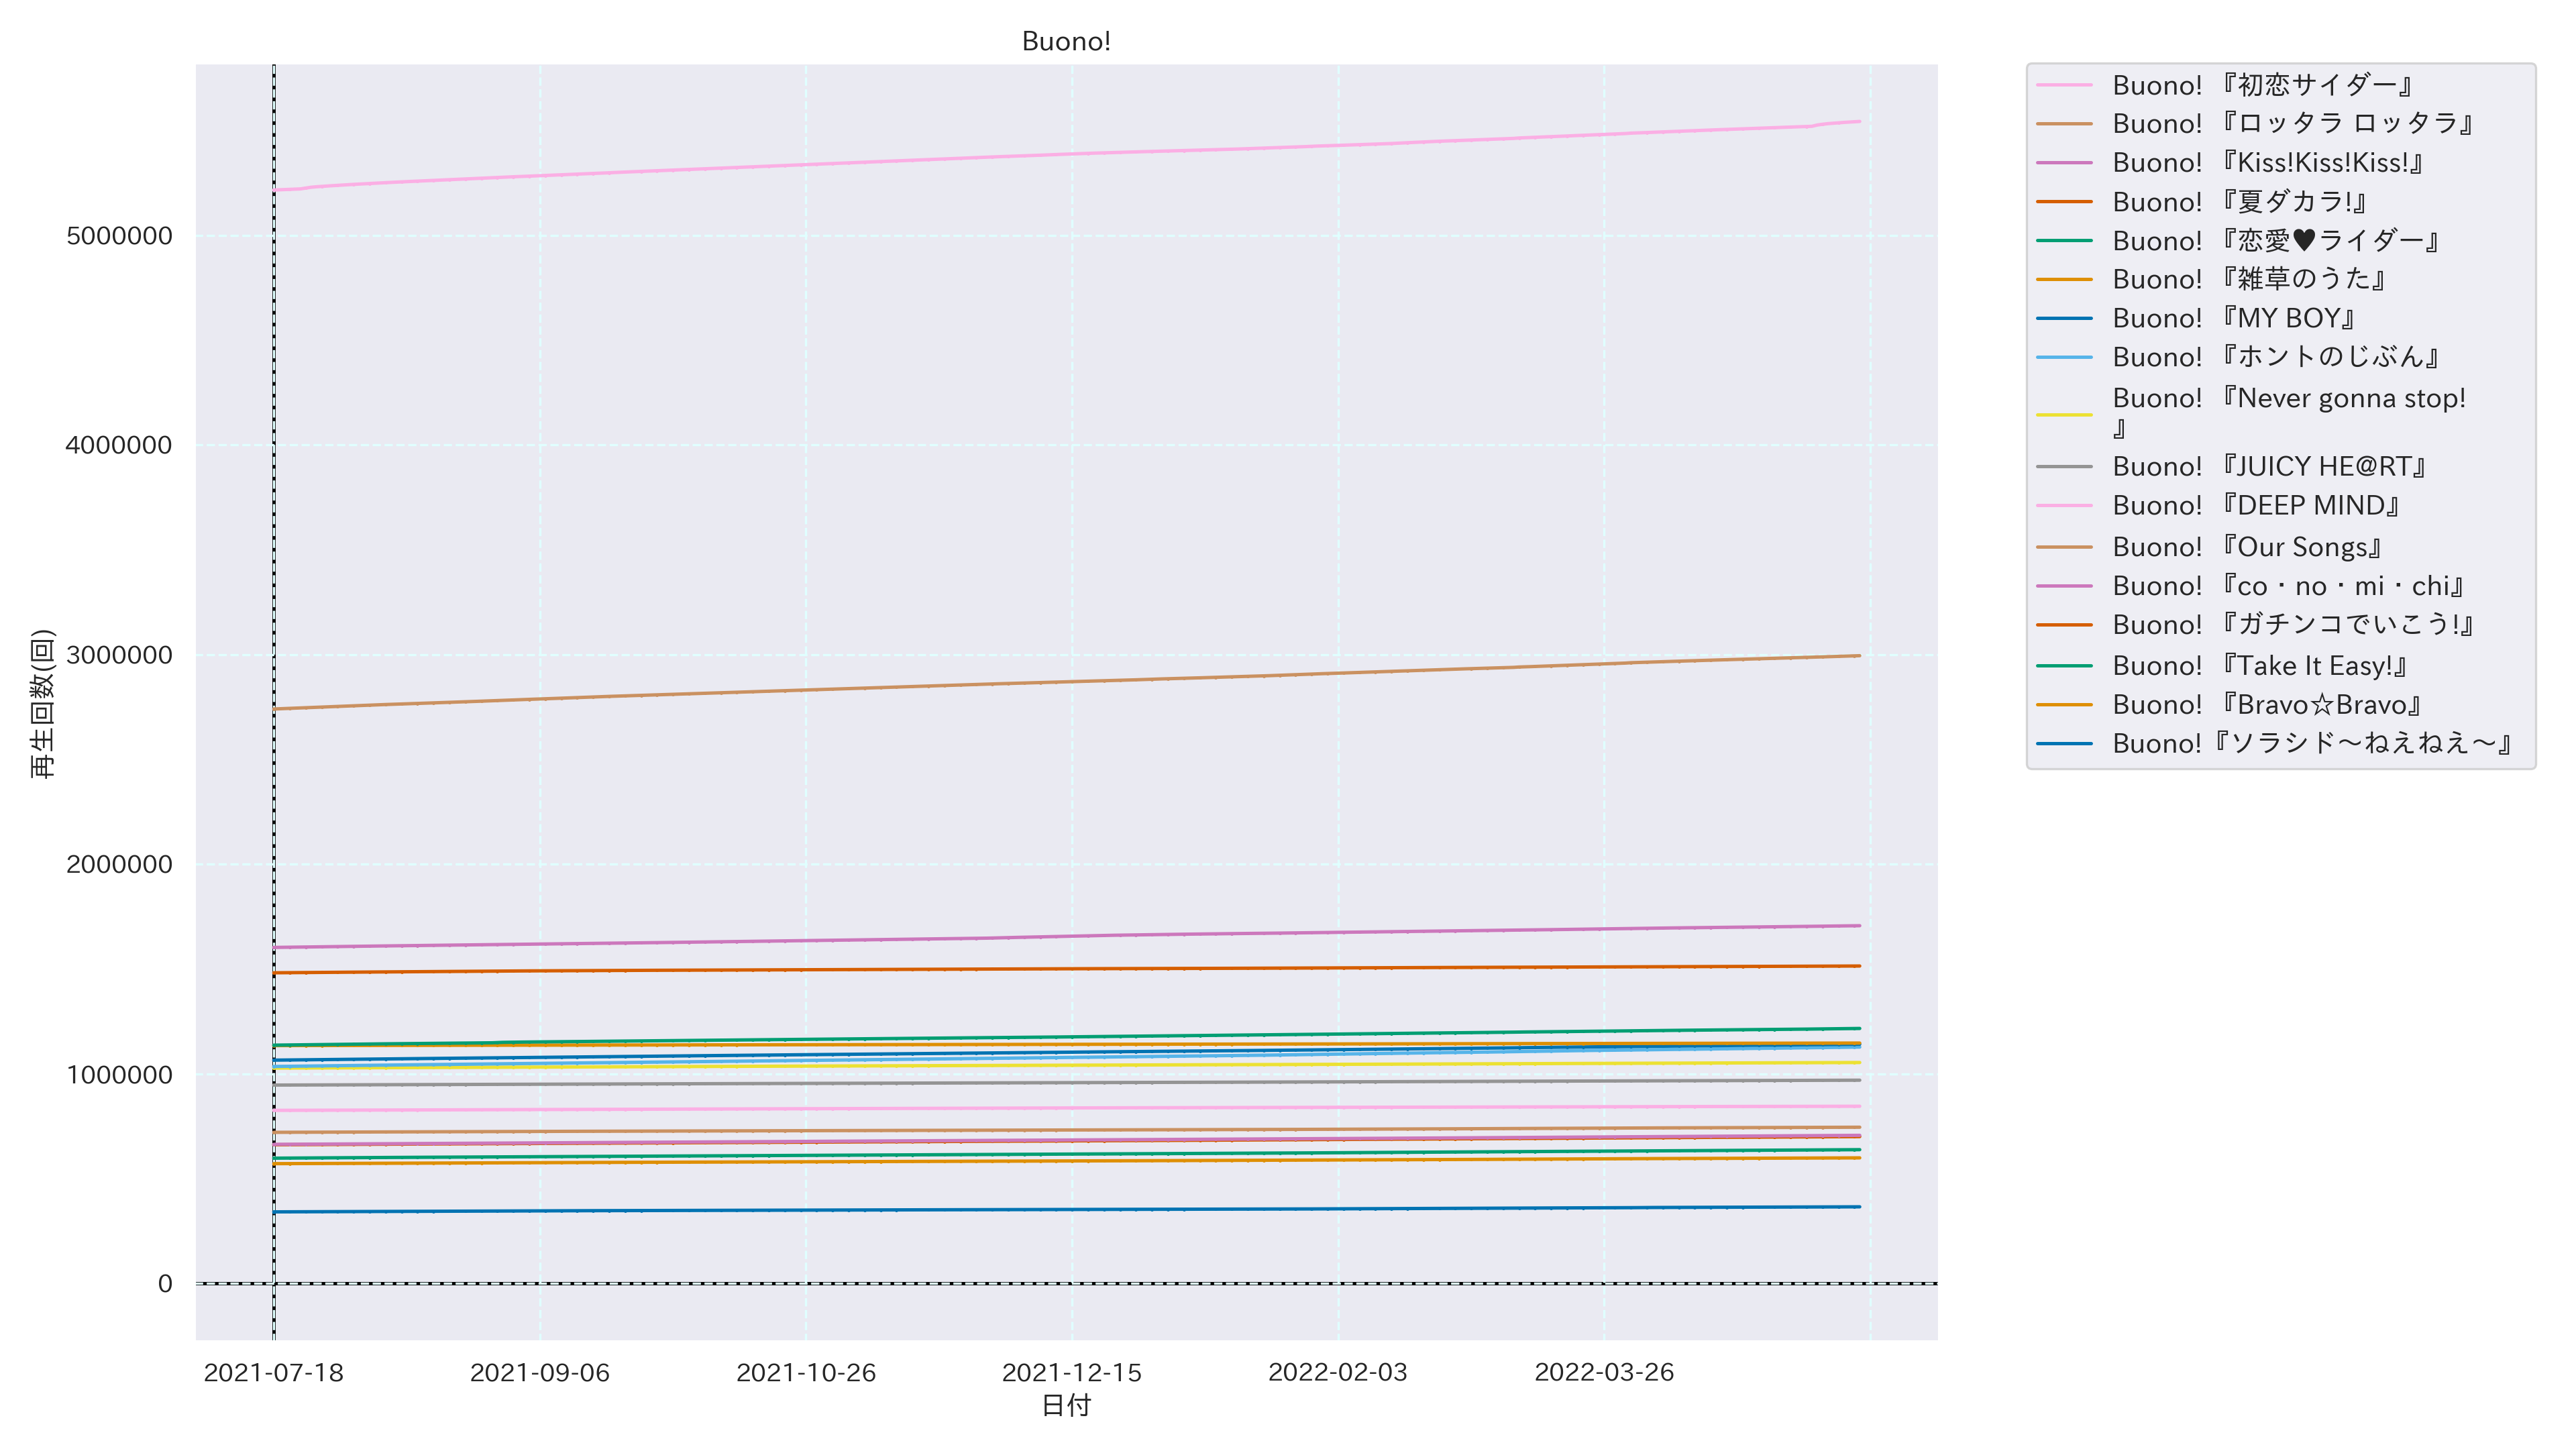 Buono!
5000000
4000000
3000000
2000000
1000000
0
再生回数(回)
2021-07-18
2021-09-06
2021-10-26
2021-12-15
2022-02-03
2022-03-26
日付
Buono! 『初恋サイダー』
Buono! 『ロッタラ ロッタラ』
Buono! 『Kiss!Kiss!Kiss!』
Buono! 『夏ダカラ!』
Buono! 『恋愛♥ライダー』
Buono! 『雑草のうた』
Buono! 『MY BOY』
Buono! 『ホントのじぶん』
Buono! 『Never gonna stop!
』
Buono! 『JUICY HE@RT』
Buono! 『DEEP MIND』
Buono! 『Our Songs』
Buono! 『co・no・mi・chi』
Buono! 『ガチンコでいこう!』
Buono! 『Take It Easy!』
Buono! 『Bravo☆Bravo』
Buono!『ソラシド〜ねえねえ〜』